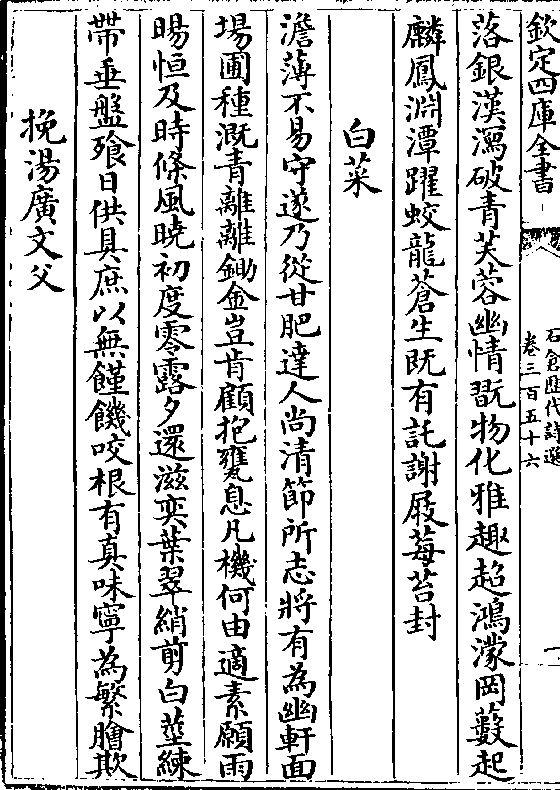 欽定四庫全書
石倉歷代詩選
卷三百五十六
落銀漢瀉破青芙蓉幽情翫物化雅趣超鴻濛岡藪起
麟鳳淵潭躍蛟龍蒼生既有託謝屐莓苔封
白菜
澹薄不易守遂乃從甘肥達人尚清節所志將有為幽軒面
場圃種溉青離離鋤金豈肯顧抱甕息凡機何由適素願雨
暘恒及時條風曉初度零露夕還滋奕葉翠綃剪白莖練
帶垂盤飱日供具庶以無饉饑咬根有真味寧為繁膾欺
挽湯廣文父